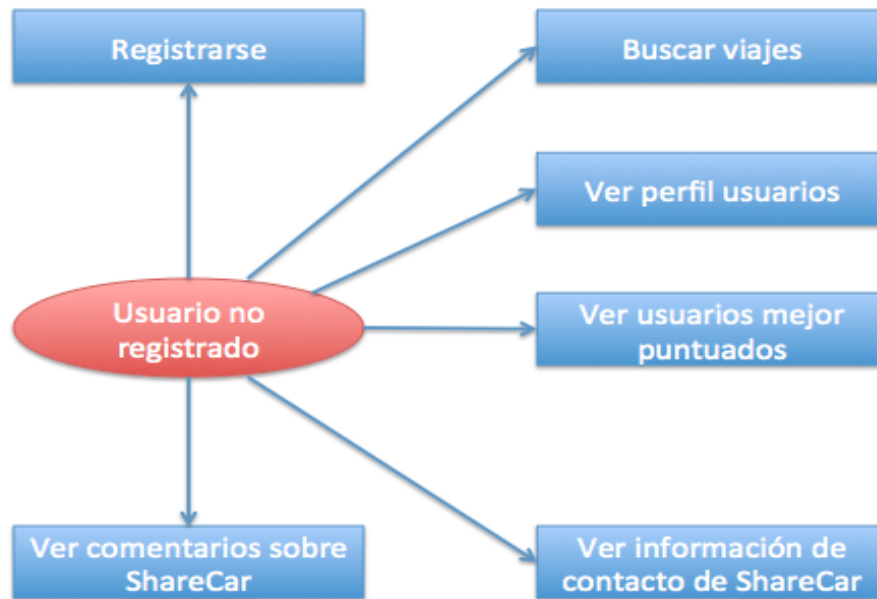 Registrarse
Buscar viajes
Ver perfil usuarios
Usuario no
registrado
Ver usuarios mejor
puntuados
Ver comentarios sobre
ShareCar
Ver información de
contacto de ShareCar